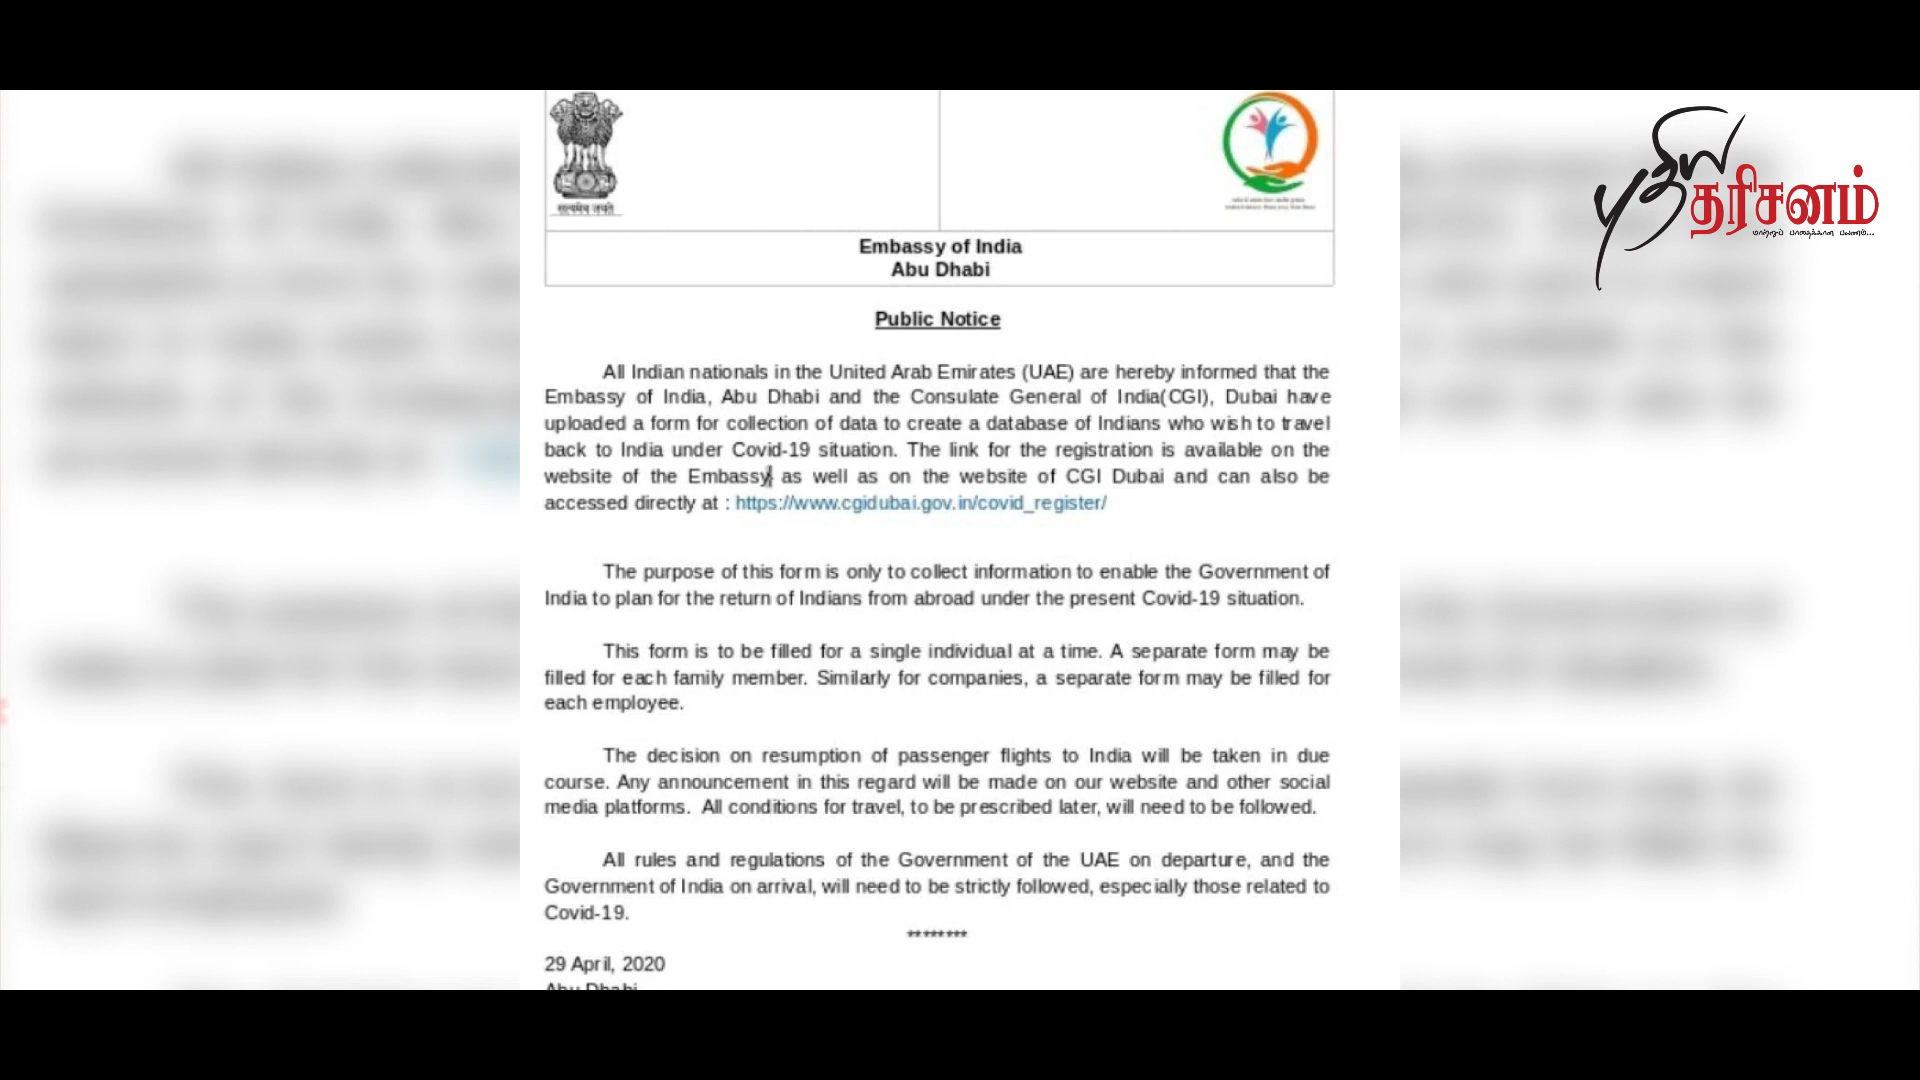 புதிய
தரிசனம்
மாற்றுப் பாதைக்கான பயணம்...
सत्यमेव जयते
Embassy of India
Abu Dhabi
Public Notice
All Indian nationals in the United Arab Emirates (UAE) are hereby informed that the
Embassy of India, Abu Dhabi and the Consulate General of India(CGI), Dubai have
uploaded a form for collection of data to create a database of Indians who wish to travel
back to India under Covid-19 situation. The link for the registration is available on the
website of the Embassy as well as on the website of CGI Dubai and can also be
accessed directly at : https://www.cgidubai.gov.in/covid_register/
The purpose of this form is only to collect information to enable the Government of
India to plan for the return of Indians from abroad under the present Covid-19 situation.
This form is to be filled for a single individual at a time. A separate form may be
filled for each family member. Similarly for companies, a separate form may be filled for
each employee.
The decision on resumption of passenger flights to India will be taken in due
course. Any announcement in this regard will be made on our website and other social
media platforms. All conditions for travel, to be prescribed later, will need to be followed.
All rules and regulations of the Government of the UAE on departure, and the
Government of India on arrival, will need to be strictly followed, especially those related to
Covid-19.
********
29 April, 2020
Abu Dhabi